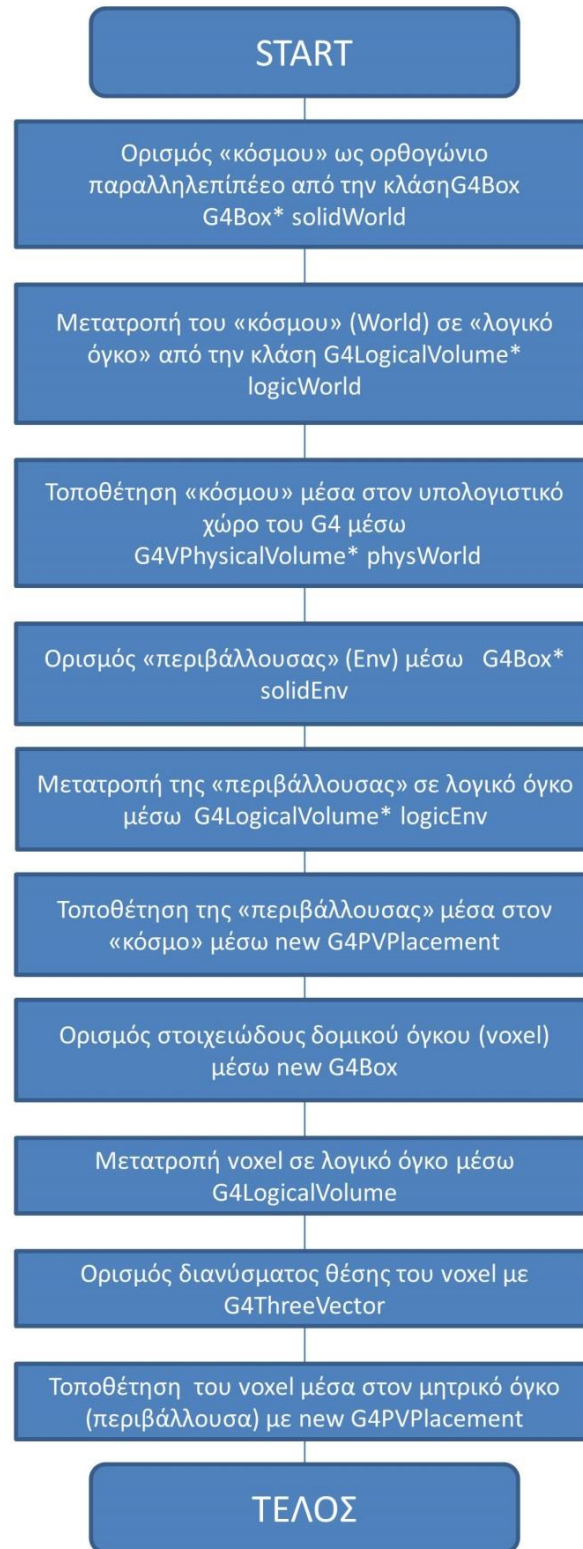 START
Ορισμός «κόσμου» ως ορθογώνιο
παραλληλεπίπέεο από την κλάσηG4Box
G4Box* solidWorld
Μετατροπή του «κόσμου» (World) σε «λογικό
όγκο» από την κλάση G4LogicalVolume*
logicWorld
Τοποθέτηση «κόσμου» μέσα στον υπολογιστικό
χώρο του G4 μέσω
G4VPhysicalVolume* physWorld
Ορισμός «περιβάλλουσας» (Env) μέσω G4Box*
solidEnv
Μετατροπή της «περιβάλλουσας» σε λογικό όγκο
μέσω G4LogicalVolume* logicEnv
Τοποθέτηση της «περιβάλλουσας» μέσα στον
«κόσμο» μέσω new G4PVPlacement
Ορισμός στοιχειώδους δομικού όγκου (voxel)
μέσω new G4Box
Μετατροπή voxel σε λογικό όγκο μέσω
G4LogicalVolume
Ορισμός διανύσματος θέσης του voxel με
G4ThreeVector
Τοποθέτηση του voxel μέσα στον μητρικό όγκο
(περιβάλλουσα) με new G4PVPlacement
ΤΕΛΟΣ